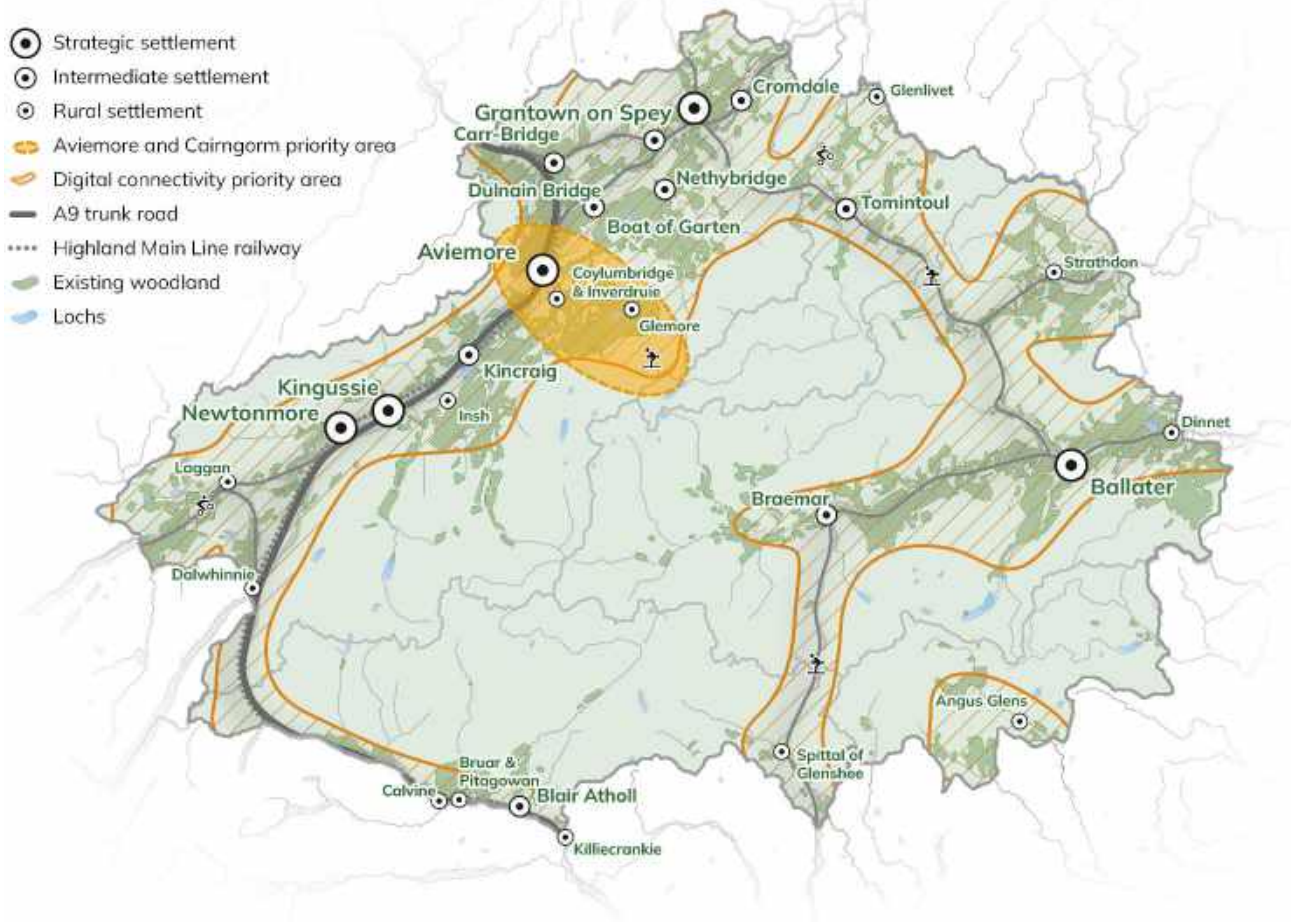 Strategic settlement
Intermediate settlement
Rural settlement
Aviemore and Cairngorm priority area
Digital connectivity priority area
A9 trunk road
Highland Main Line railway
Existing woodland
Lochs
Cromdale
Glenlivet
Grantown on Spey
Carr-Bridge
Nethybridge
Dulnain Bridge
Tomintoul
Boat of Garten
Aviemore
Coylumbridge
& Inverdruie
Strathdon
Glemore
Kincraig
Kingussie
Newtonmore
Insh
Dinnet
Laggan
Ballater
Braemar
Dalwhinnie
Angus Glens
Spittal of
Glenshee
Bruar &
Pitagowan
Calvine
Blair Atholl
Killiecrankie